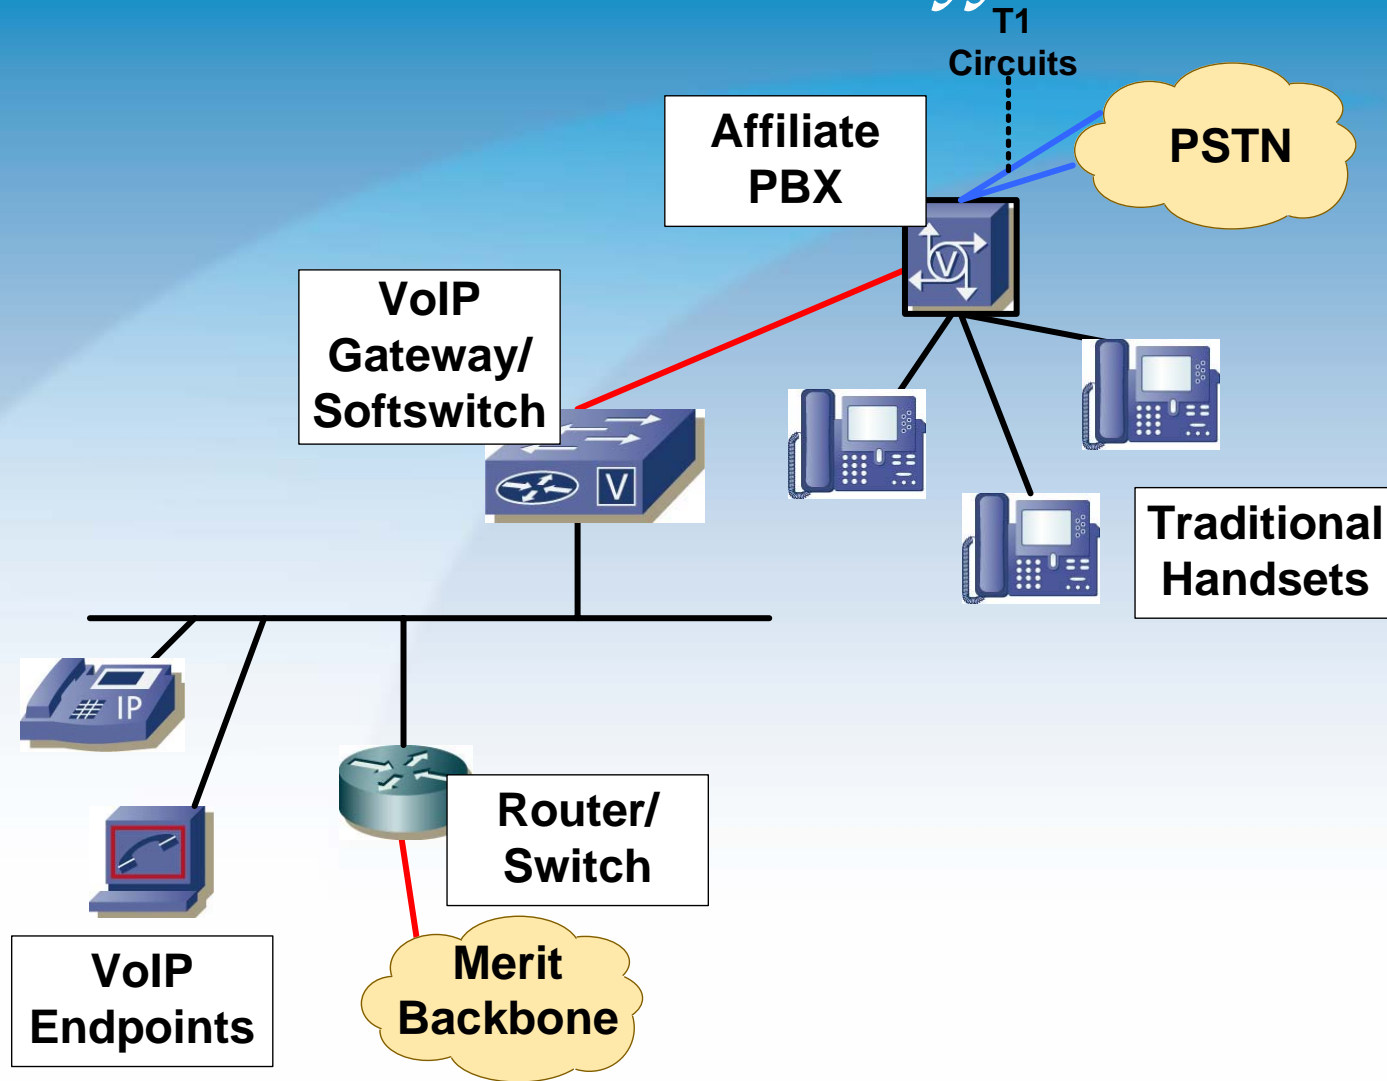 T1
Circuits
PSTN
Affiliate
PBX
VoIP
Gateway/
Softswitch
V
V
Traditional
Handsets
IP
Router/
Switch
VoIP
Endpoints
Merit
Backbone